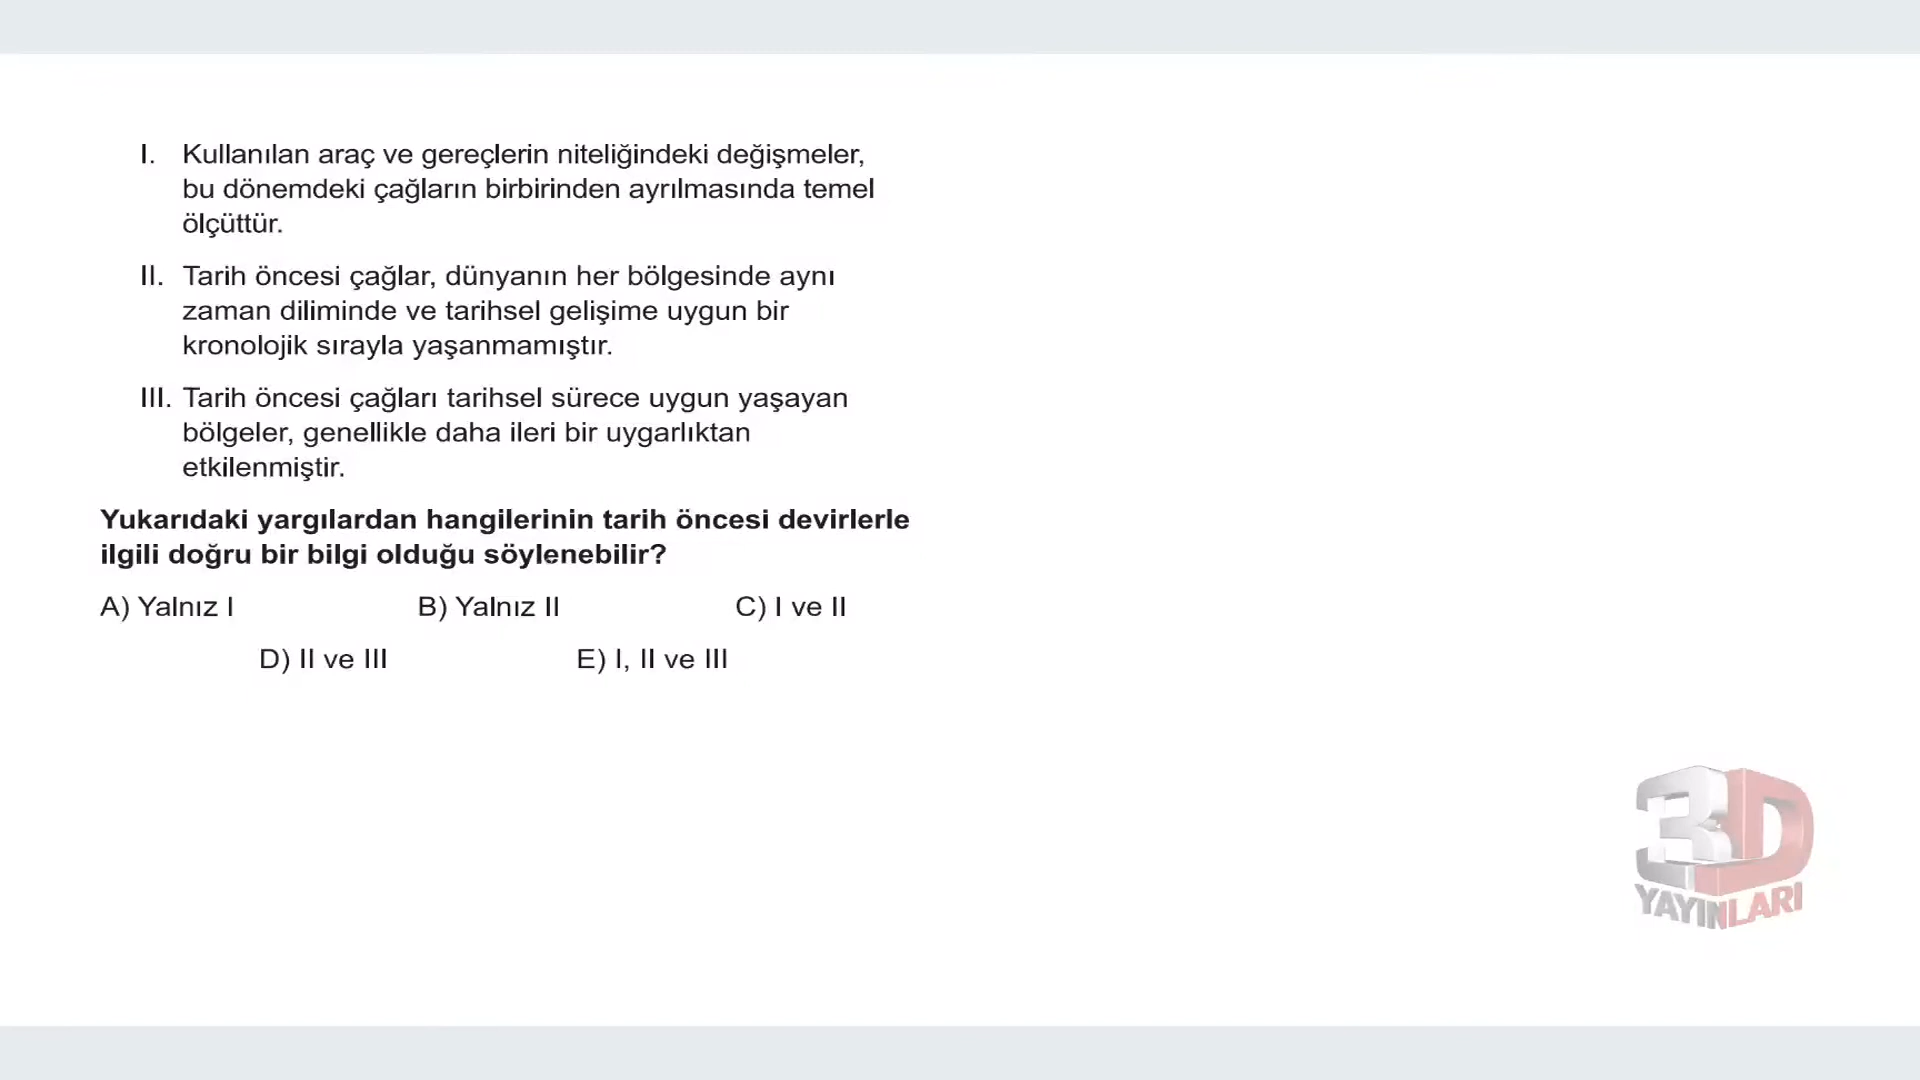 I. Kullanılan araç ve gereçlerin niteliğindeki değişmeler,
bu dönemdeki çağların birbirinden ayrılmasında temel
ölçüttür.
II. Tarih öncesi çağlar, dünyanın her bölgesinde aynı
zaman diliminde ve tarihsel gelişime uygun bir
kronolojik sırayla yaşanmamıştır.
III. Tarih öncesi çağları tarihsel sürece uygun yaşayan
bölgeler, genellikle daha ileri bir uygarlıktan
etkilenmiştir.
Yukarıdaki yargılardan hangilerinin tarih öncesi devirlerle
ilgili doğru bir bilgi olduğu söylenebilir?
A) Yalnız I B) Yalnız II C) I ve II
D) II ve III E) I, II ve III
3D
YAYINLARI